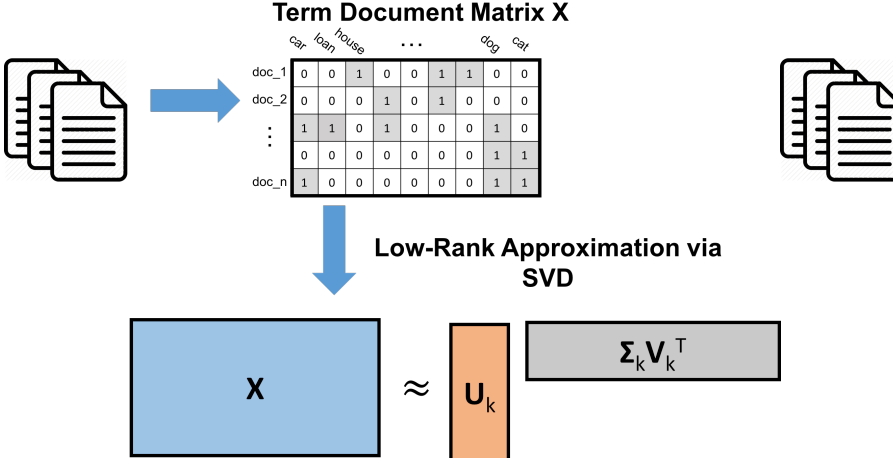 Term Document Matrix X
car loan house ... dog cat
doc_1 0 0 1 0 0 1 1 0 0
doc_2 0 0 0 1 0 1 0 0 0
⋮ 1 1 0 1 0 0 0 1 0
0 0 0 0 0 0 0 1 1
doc_n 1 0 0 0 0 0 0 1 1
Low-Rank Approximation via
SVD
X ≈ U_k Σ_kV_k^T